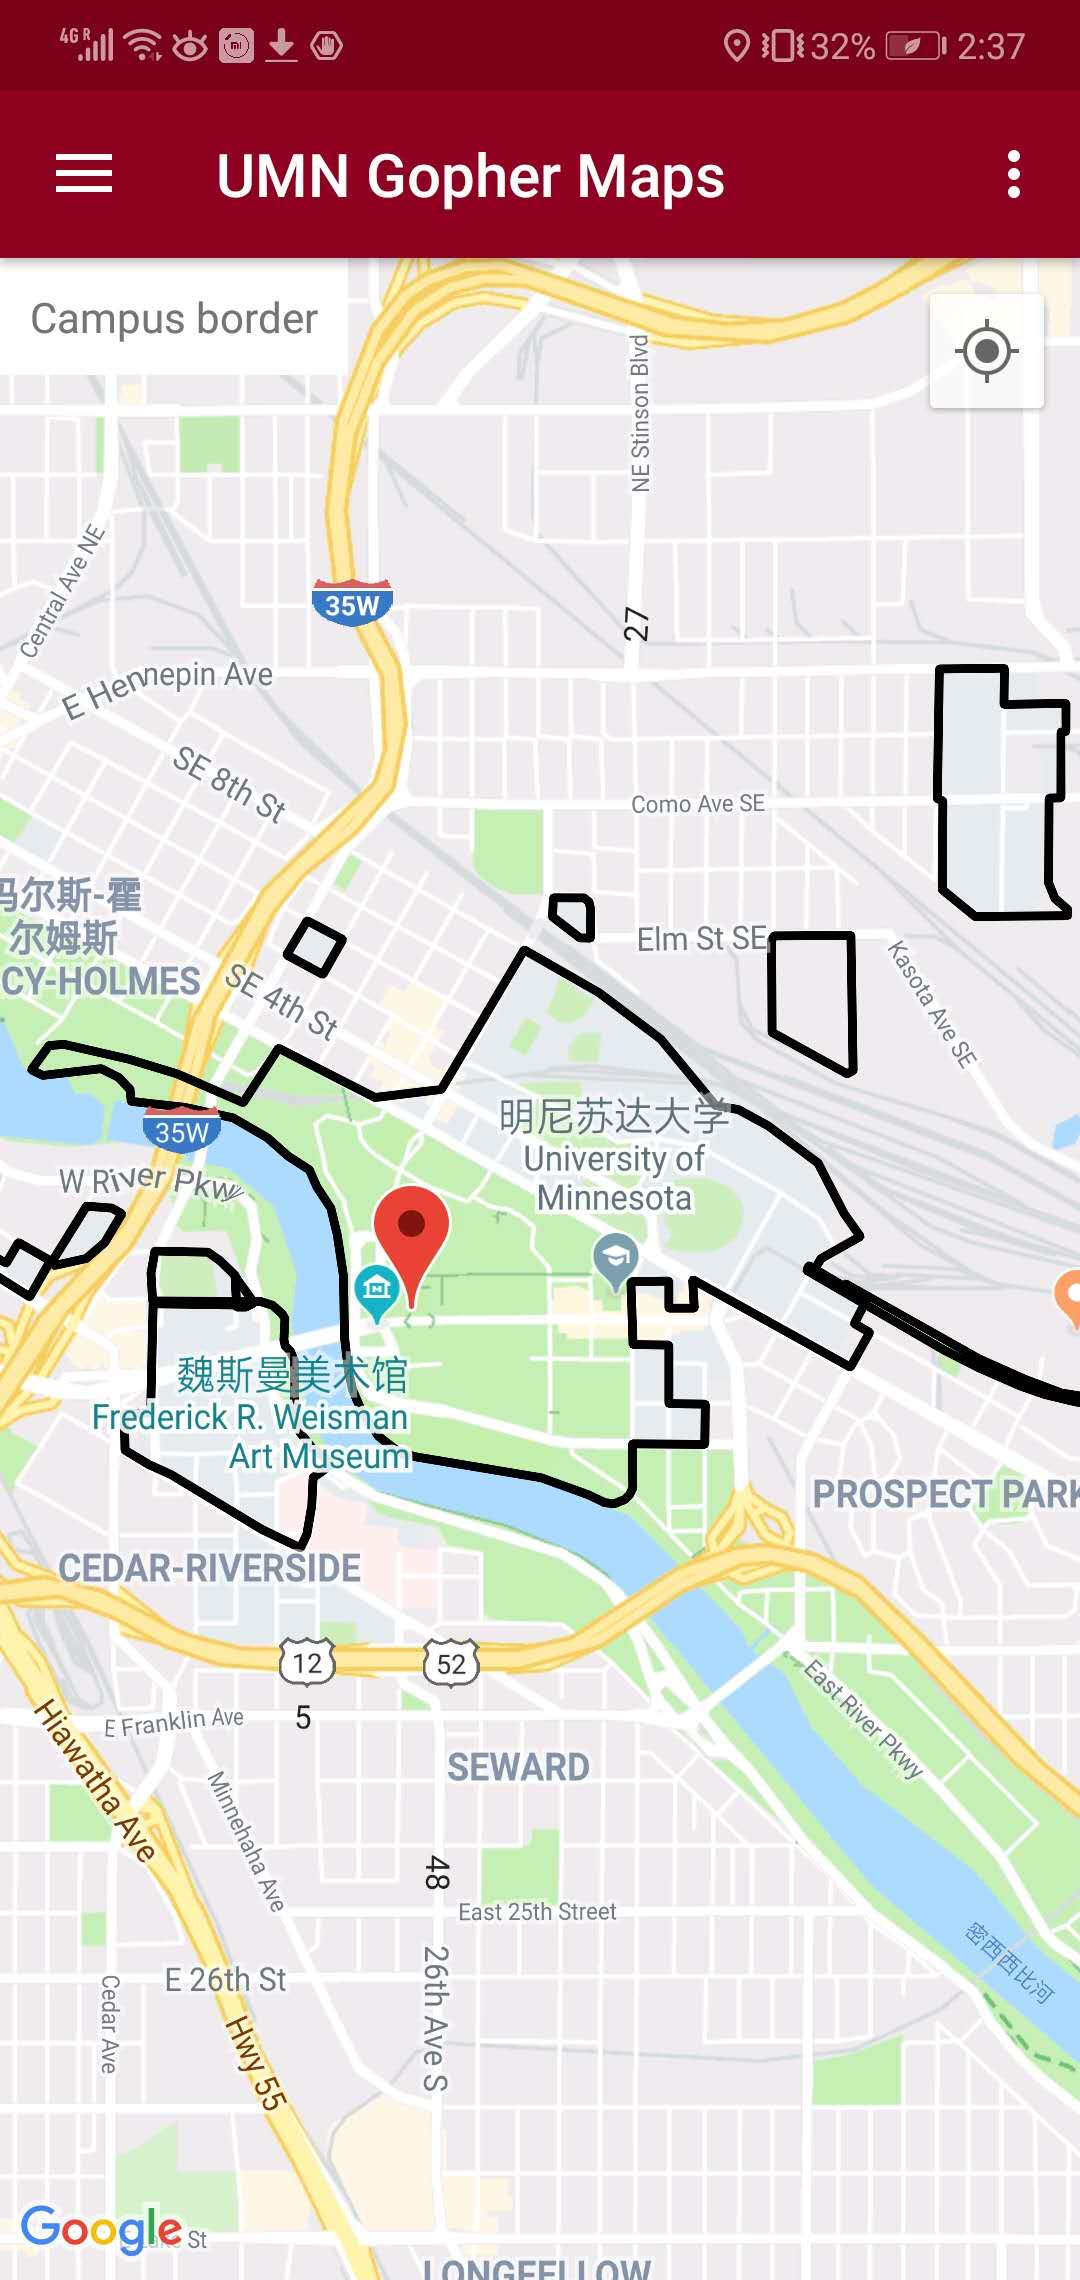 4G R
32%
2:37
UMN Gopher Maps
Campus border
NE Stinson Blvd
Central Ave NE
35W
27
E Hennepin Ave
SE 8th St
Como Ave SE
马尔斯-霍
尔姆斯
CY-HOLMES
Elm St SE
Kasota Ave SE
SE 4th St
明尼苏达大学
University of
Minnesota
35W
W River Pkwy
魏斯曼美术馆
Frederick R. Weisman
Art Museum
PROSPECT PARK
CEDAR-RIVERSIDE
12
52
5
East River Pkwy
E Franklin Ave
Hiawatha Ave
SEWARD
Minnehaha Ave
48
East 25th Street
密西西比河
26th Ave S
E 26th St
Cedar Ave
Hwy 55
Google
St
LONGFELLOW